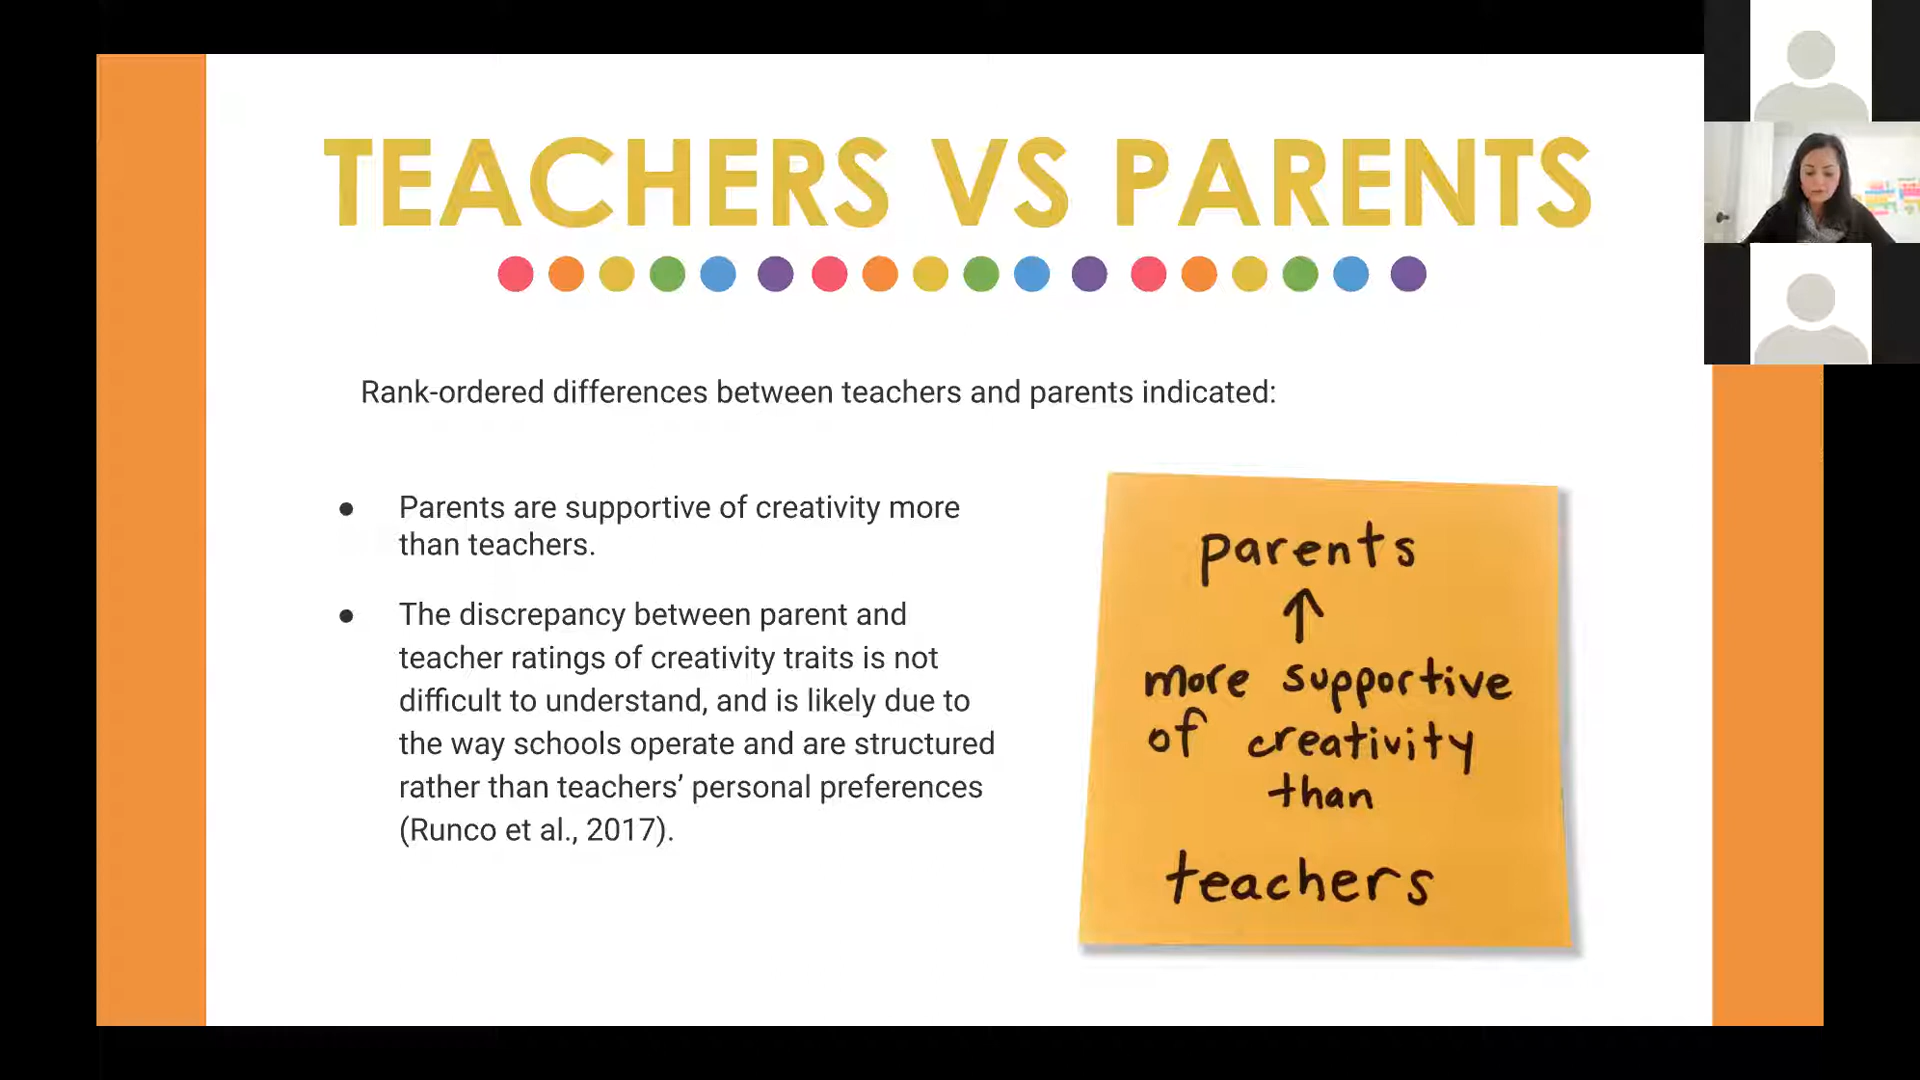 TEACHERS VS PARENTS
Rank-ordered differences between teachers and parents indicated:
● Parents are supportive of creativity more
than teachers.
● The discrepancy between parent and
teacher ratings of creativity traits is not
difficult to understand, and is likely due to
the way schools operate and are structured
rather than teachers’ personal preferences
(Runco et al., 2017).
parents
↑
more supportive
of creativity
than
teachers